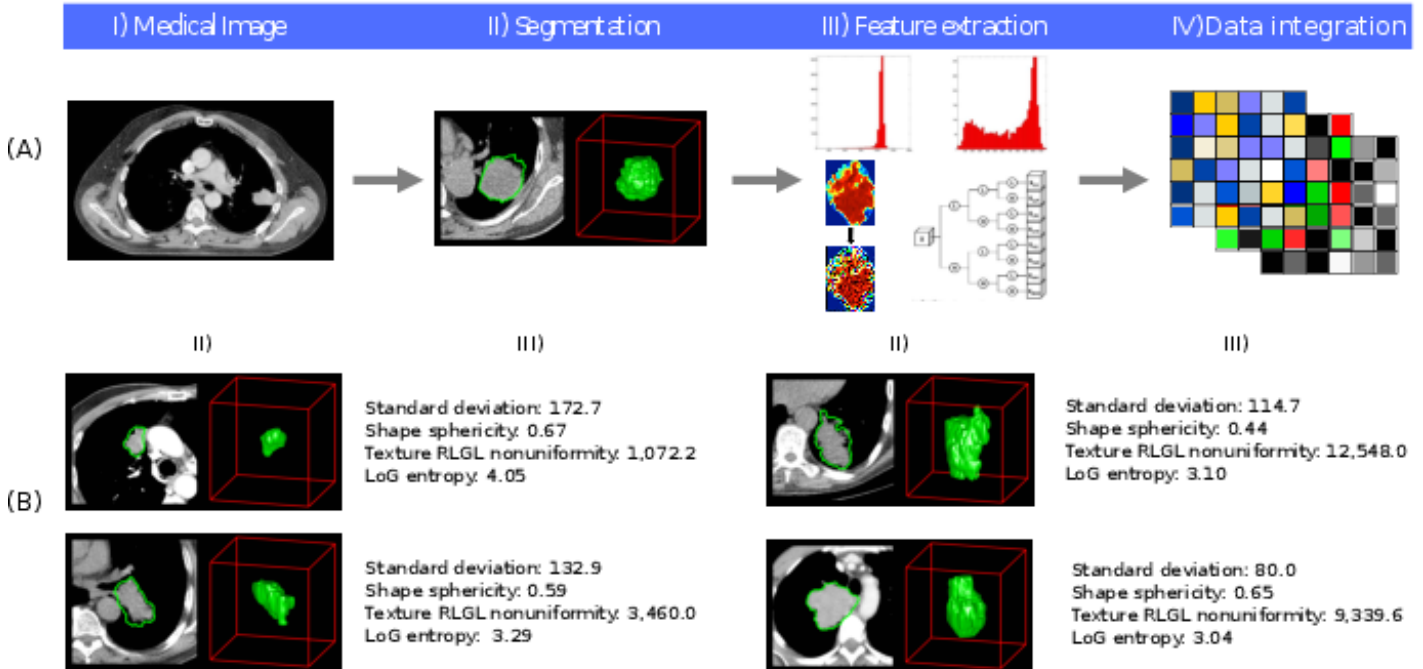 I) Medical Image
II) Segmentation
III) Feature extraction
IV) Data integration
(A)
II)
III)
II)
III)
Standard deviation: 172.7
Shape sphericity: 0.67
Texture RLGL nonuniformity: 1,072.2
LoG entropy: 4.05
Standard deviation: 114.7
Shape sphericity: 0.44
Texture RLGL nonuniformity: 12,548.0
LoG entropy: 3.10
(B)
Standard deviation: 132.9
Shape sphericity: 0.59
Texture RLGL nonuniformity: 3,460.0
LoG entropy: 3.29
Standard deviation: 80.0
Shape sphericity: 0.65
Texture RLGL nonuniformity: 9,339.6
LoG entropy: 3.04